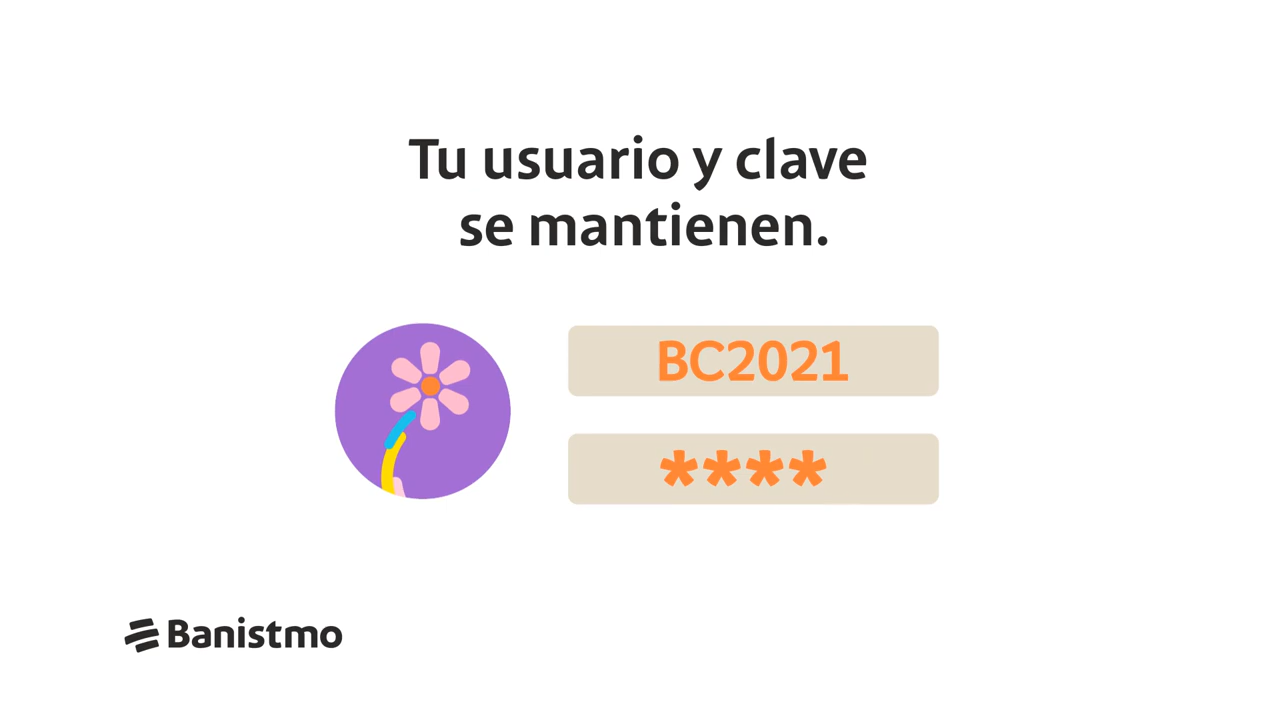 Tu usuario y clave
se mantienen.
BC2021
****
Banistmo